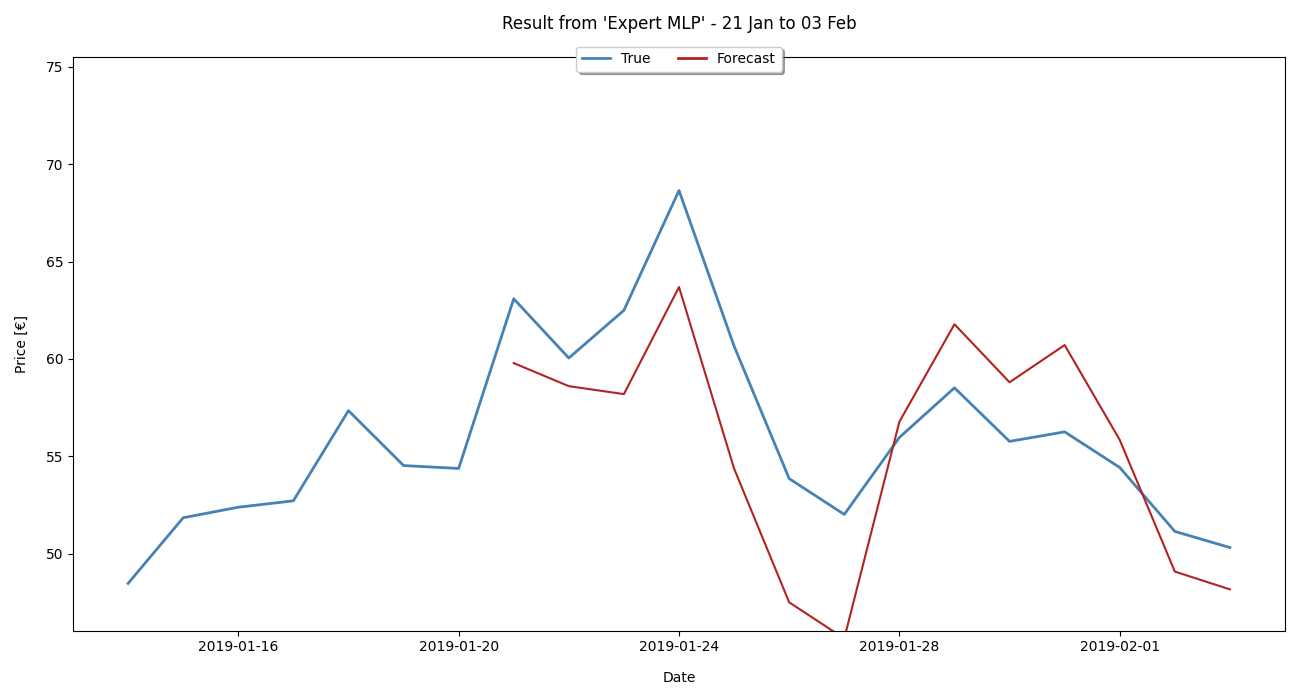 Result from 'Expert MLP' - 21 Jan to 03 Feb
True Forecast
75
70
65
60
55
50
Price [€]
2019-01-16 2019-01-20 2019-01-24 2019-01-28 2019-02-01
Date